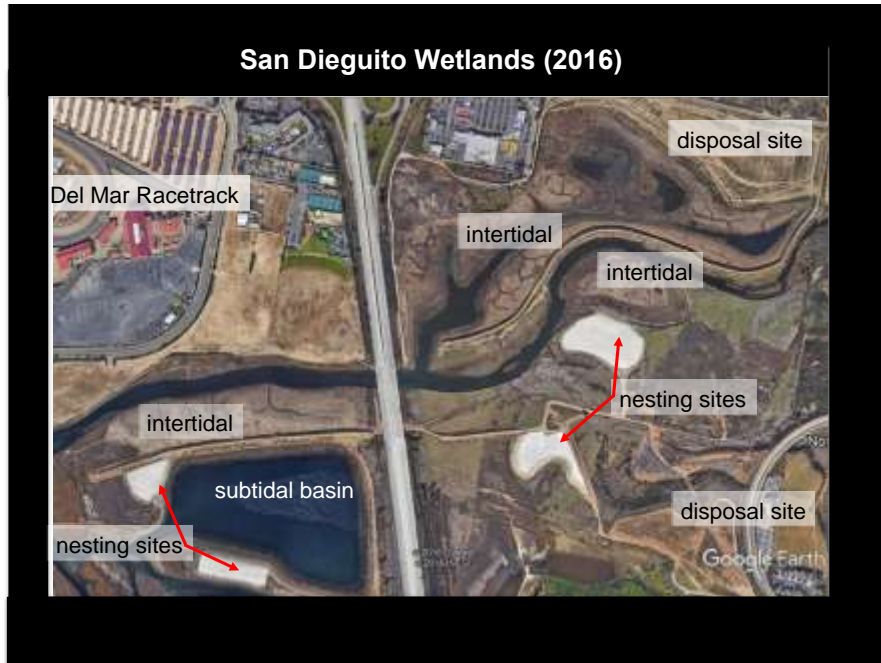 San Dieguito Wetlands (2016)
disposal site
Del Mar Racetrack
intertidal
intertidal
nesting sites
intertidal
subtidal basin
disposal site
nesting sites
Google Earth